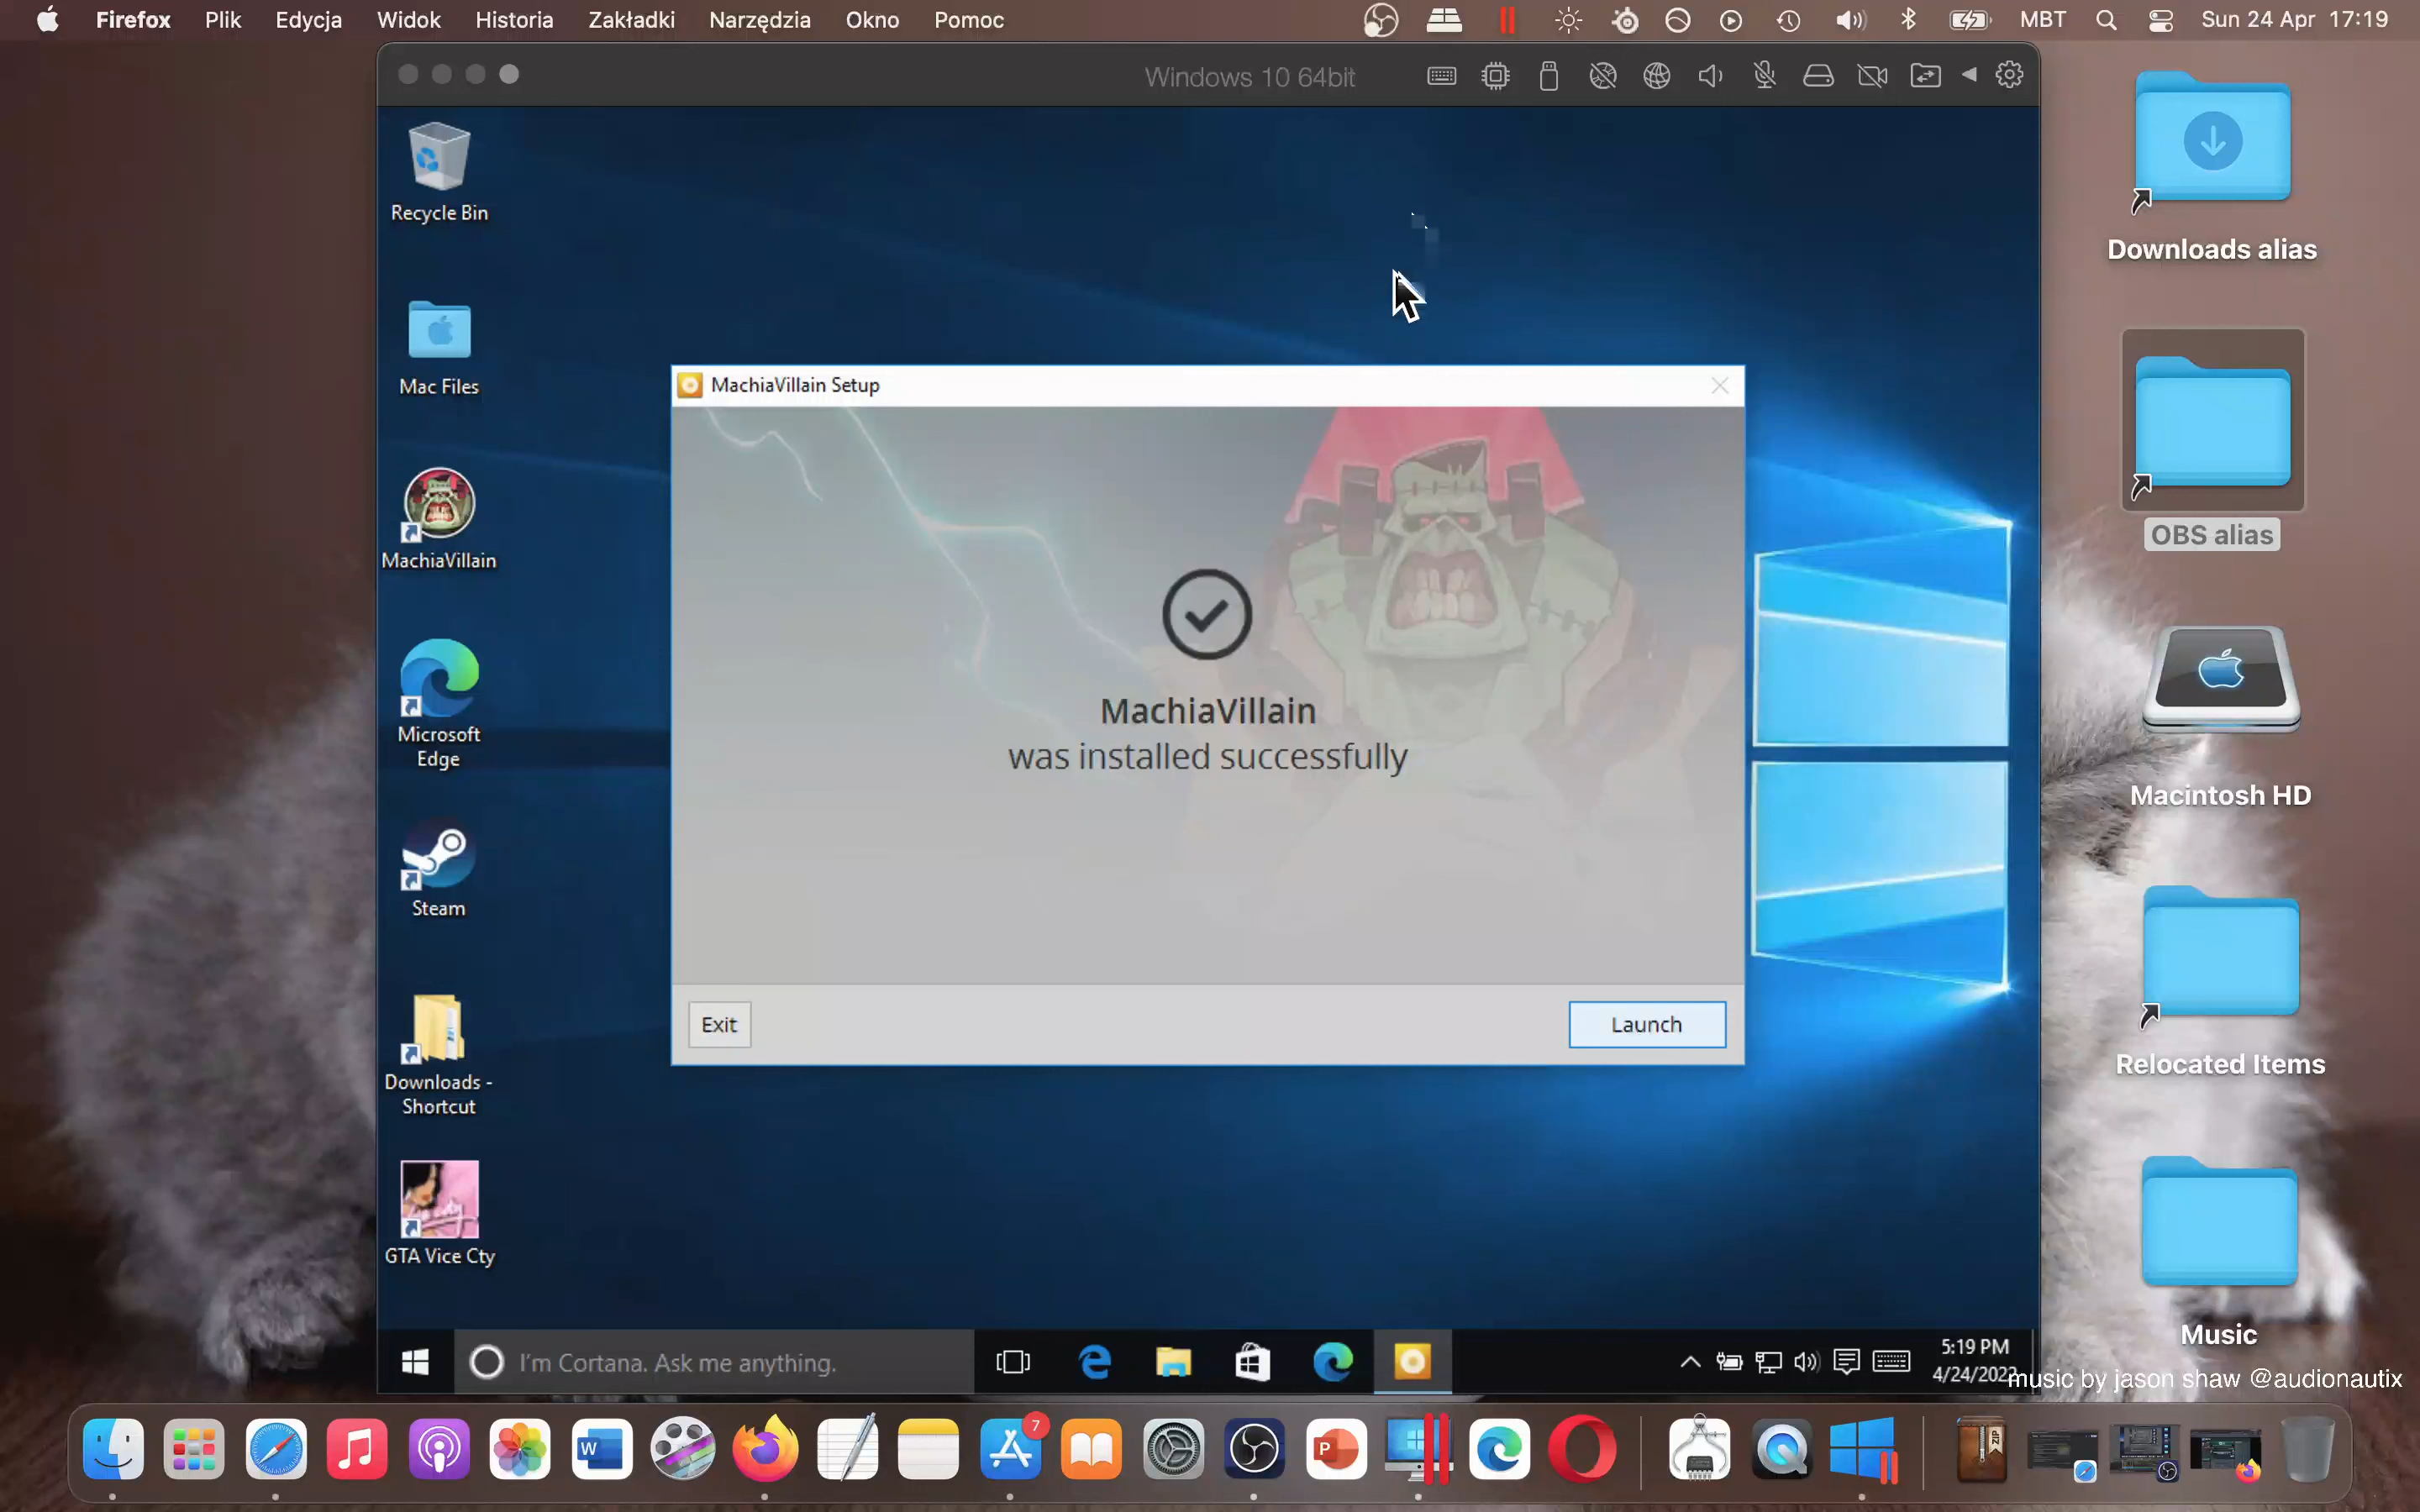 Firefox Plik Edycja Widok Historia Zakładki Narzędzia Okno Pomoc MBT Sun 24 Apr 17:19
Windows 10 64bit
Recycle Bin
Mac Files
MachiaVillain
Microsoft
Edge
Steam
Downloads -
Shortcut
GTA Vice Cty
MachiaVillain Setup
MachiaVillain
was installed successfully
Exit
Launch
Downloads alias
OBS alias
Macintosh HD
Relocated Items
Music
I'm Cortana. Ask me anything.
5:19 PM
4/24/2022
music by jason shaw @audionautix
7
W
P
ZIP